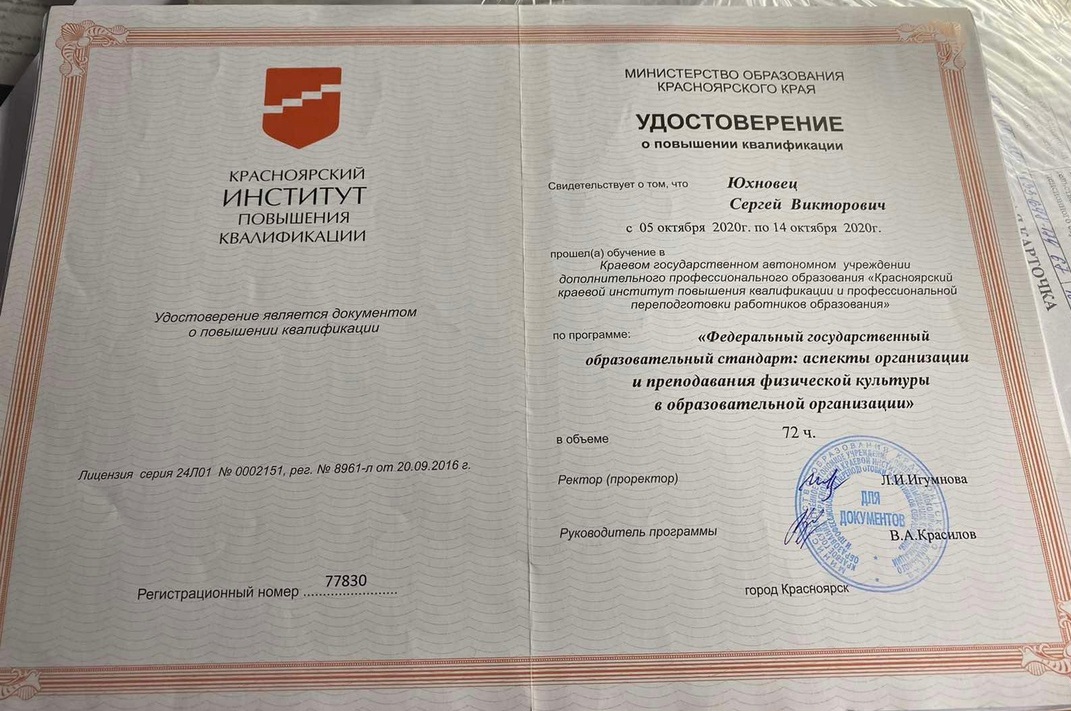 КРАСНОЯРСКИЙ
ИНСТИТУТ
ПОВЫШЕНИЯ
КВАЛИФИКАЦИИ
Удостоверение является документом
о повышении квалификации
Лицензия серия 24Л01 № 0002151, рег. № 8961-л от 20.09.2016 г.
Регистрационный номер 77830
МИНИСТЕРСТВО ОБРАЗОВАНИЯ
КРАСНОЯРСКОГО КРАЯ
УДОСТОВЕРЕНИЕ
о повышении квалификации
Свидетельствует о том, что Юхновец
Сергей Викторович
с 05 октября 2020г. по 14 октября 2020г.
прошел(а) обучение в
Краевом государственном автономном учреждении
дополнительного профессионального образования «Красноярский
краевой институт повышения квалификации и профессиональной
переподготовки работников образования»
по программе: «Федеральный государственный
образовательный стандарт: аспекты организации
и преподавания физической культуры
в образовательной организации»
в объеме 72 ч.
Ректор (проректор) Л.И.Игумнова
ДЛЯ
ДОКУМЕНТОВ
Руководитель программы В.А.Красилов
город Красноярск
КАРТОЧКА